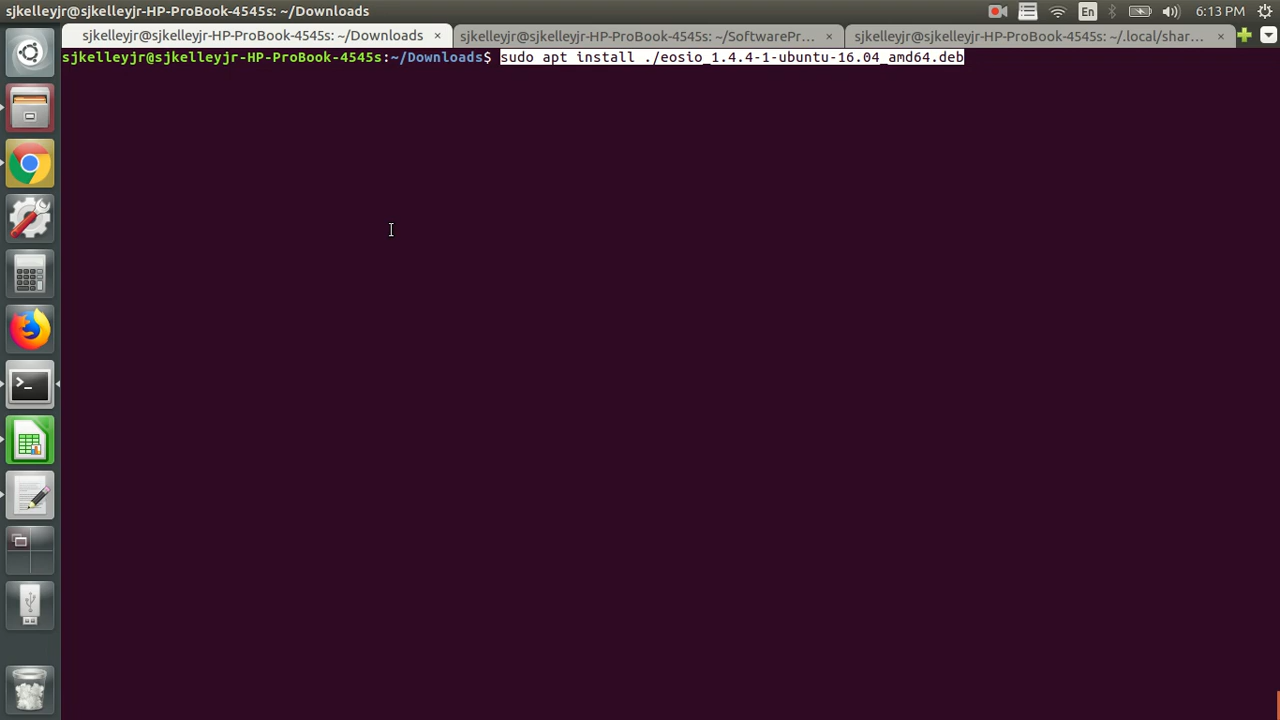 sjkelleyjr@sjkelleyjr-HP-ProBook-4545s: ~/Downloads
En
6:13 PM
sjkelleyjr@sjkelleyjr-HP-ProBook-4545s: ~/Downloads ×
sjkelleyjr@sjkelleyjr-HP-ProBook-4545s: ~/SoftwarePr... ×
sjkelleyjr@sjkelleyjr-HP-ProBook-4545s: ~/.local/shar... ×
sjkelleyjr@sjkelleyjr-HP-ProBook-4545s:~/Downloads$ sudo apt install ./eosio_1.4.4-1-ubuntu-16.04_amd64.deb
>_